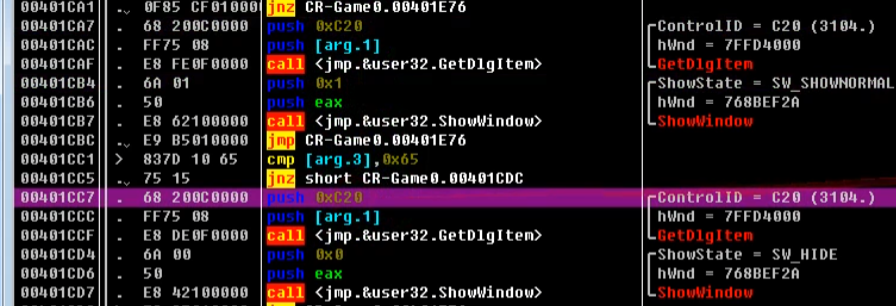 00401CA1 .⌄ 0F85 CF010000 jnz CR-Game0.00401E76
00401CA7 . 68 200C0000 push 0xC20 ControlID = C20 (3104.)
00401CAC . FF75 08 push [arg.1] hWnd = 7FFD4000
00401CAF . E8 FE0F0000 call <jmp.&user32.GetDlgItem> GetDlgItem
00401CB4 . 6A 01 push 0x1 ShowState = SW_SHOWNORMAL
00401CB6 . 50 push eax hWnd = 768BEF2A
00401CB7 . E8 62100000 call <jmp.&user32.ShowWindow> ShowWindow
00401CBC .⌄ E9 B5010000 jmp CR-Game0.00401E76
00401CC1 > 837D 10 65 cmp [arg.3],0x65
00401CC5 .⌄ 75 15 jnz short CR-Game0.00401CDC
00401CC7 . 68 200C0000 push 0xC20 ControlID = C20 (3104.)
00401CCC . FF75 08 push [arg.1] hWnd = 7FFD4000
00401CCF . E8 DE0F0000 call <jmp.&user32.GetDlgItem> GetDlgItem
00401CD4 . 6A 00 push 0x0 ShowState = SW_HIDE
00401CD6 . 50 push eax hWnd = 768BEF2A
00401CD7 . E8 42100000 call <jmp.&user32.ShowWindow> ShowWindow